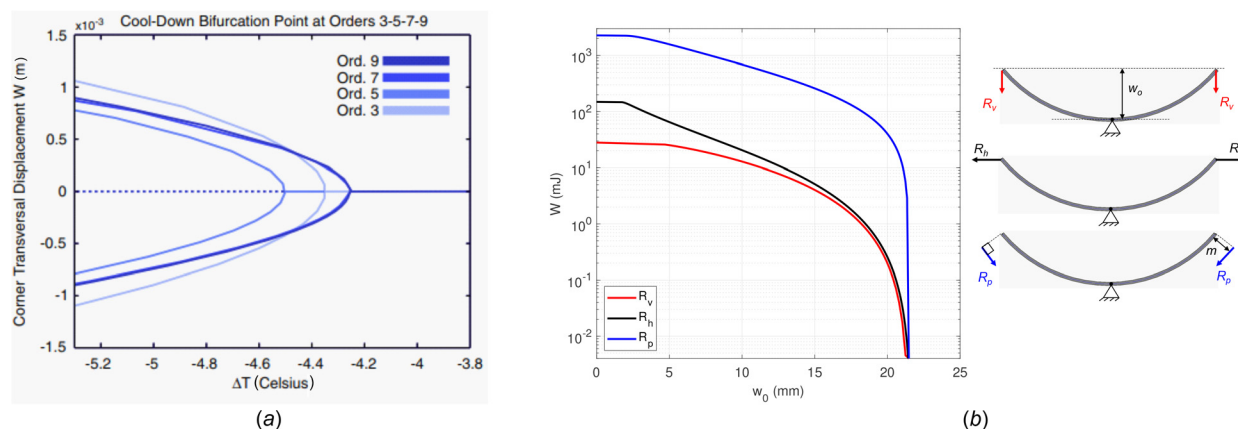 Cool-Down Bifurcation Point at Orders 3-5-7-9
x10⁻³
1.5
1
0.5
0
-0.5
-1
-1.5
Corner Transversal Displacement W (m)
Ord. 9
Ord. 7
Ord. 5
Ord. 3
-5.2 -5 -4.8 -4.6 -4.4 -4.2 -4 -3.8
ΔT (Celsius)
(a)
10³
10²
10¹
10⁰
10⁻¹
10⁻²
W (mJ)
R_v
R_h
R_p
0 5 10 15 20 25
w₀ (mm)
R_v w_o R_v
R_h R
R_p m R_p
(b)